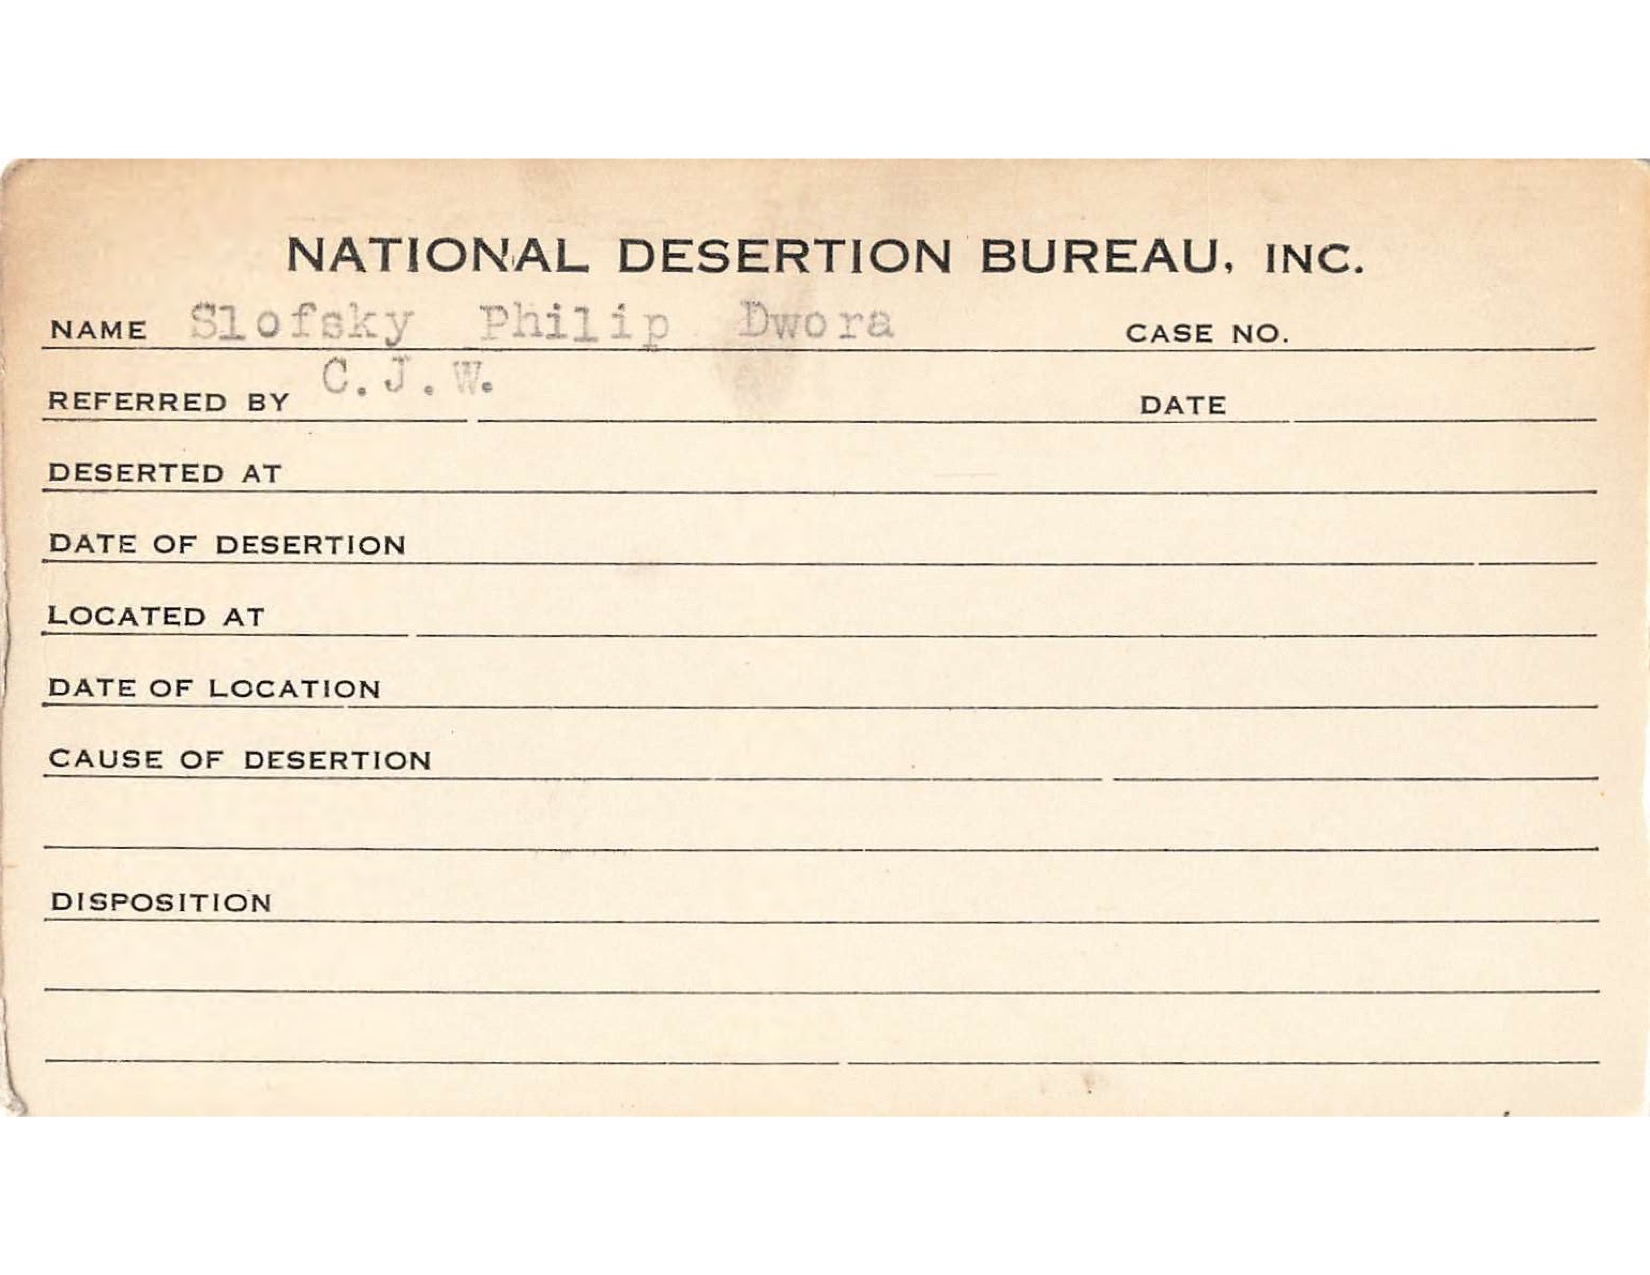 NATIONAL DESERTION BUREAU, INC.
NAME Slofsky Philip Dwora CASE NO.
REFERRED BY C.J.W. DATE
DESERTED AT
DATE OF DESERTION
LOCATED AT
DATE OF LOCATION
CAUSE OF DESERTION
DISPOSITION